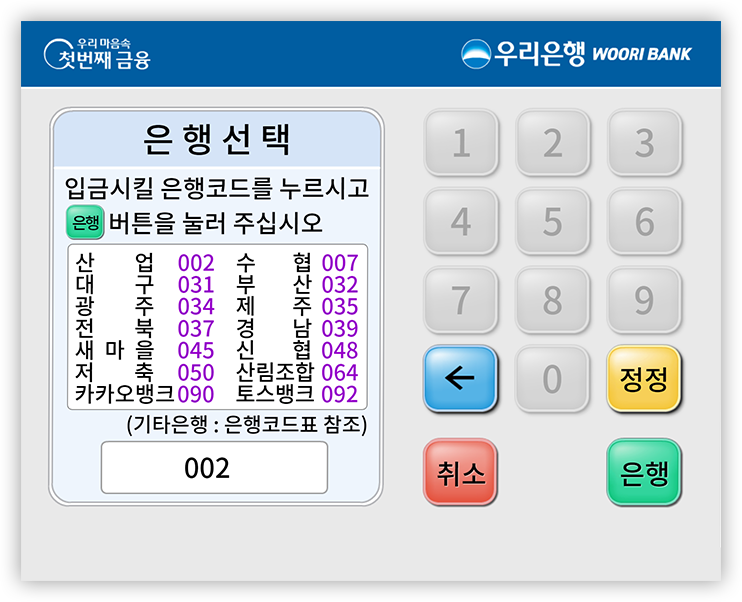 우리 마음속
첫번째 금융
우리은행 WOORI BANK
은행선택
입금시킬 은행코드를 누르시고
은행 버튼을 눌러 주십시오
산 업 002 수 협 007
대 구 031 부 산 032
광 주 034 제 주 035
전 북 037 경 남 039
새 마 을 045 신 협 048
저 축 050 산림조합 064
카카오뱅크 090 토스뱅크 092
(기타은행 : 은행코드표 참조)
002
1 2 3
4 5 6
7 8 9
← 0 정정
취소 은행